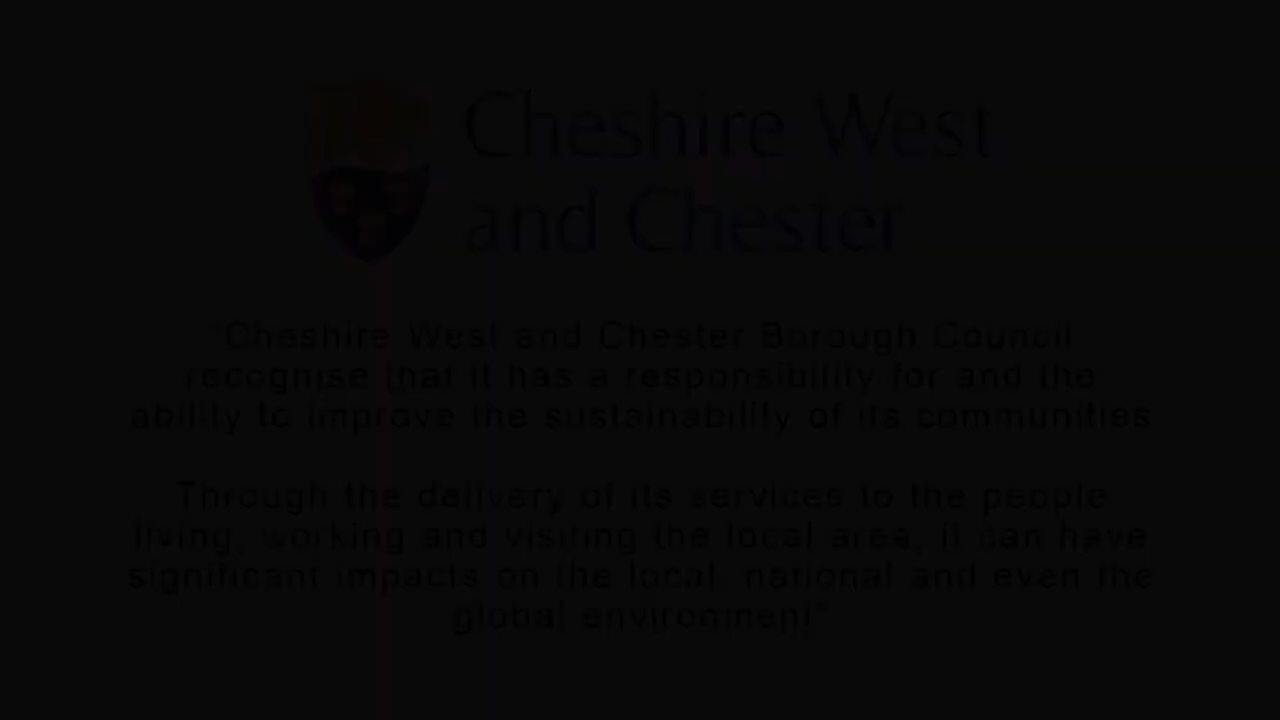 Cheshire West
and Chester
"Cheshire West and Chester Borough Council
recognise that it has a responsibility for and the
ability to improve the sustainability of its communities
Through the delivery of its services to the people
living, working and visiting the local area, it can have
significant impacts on the local, national and even the
global environment"